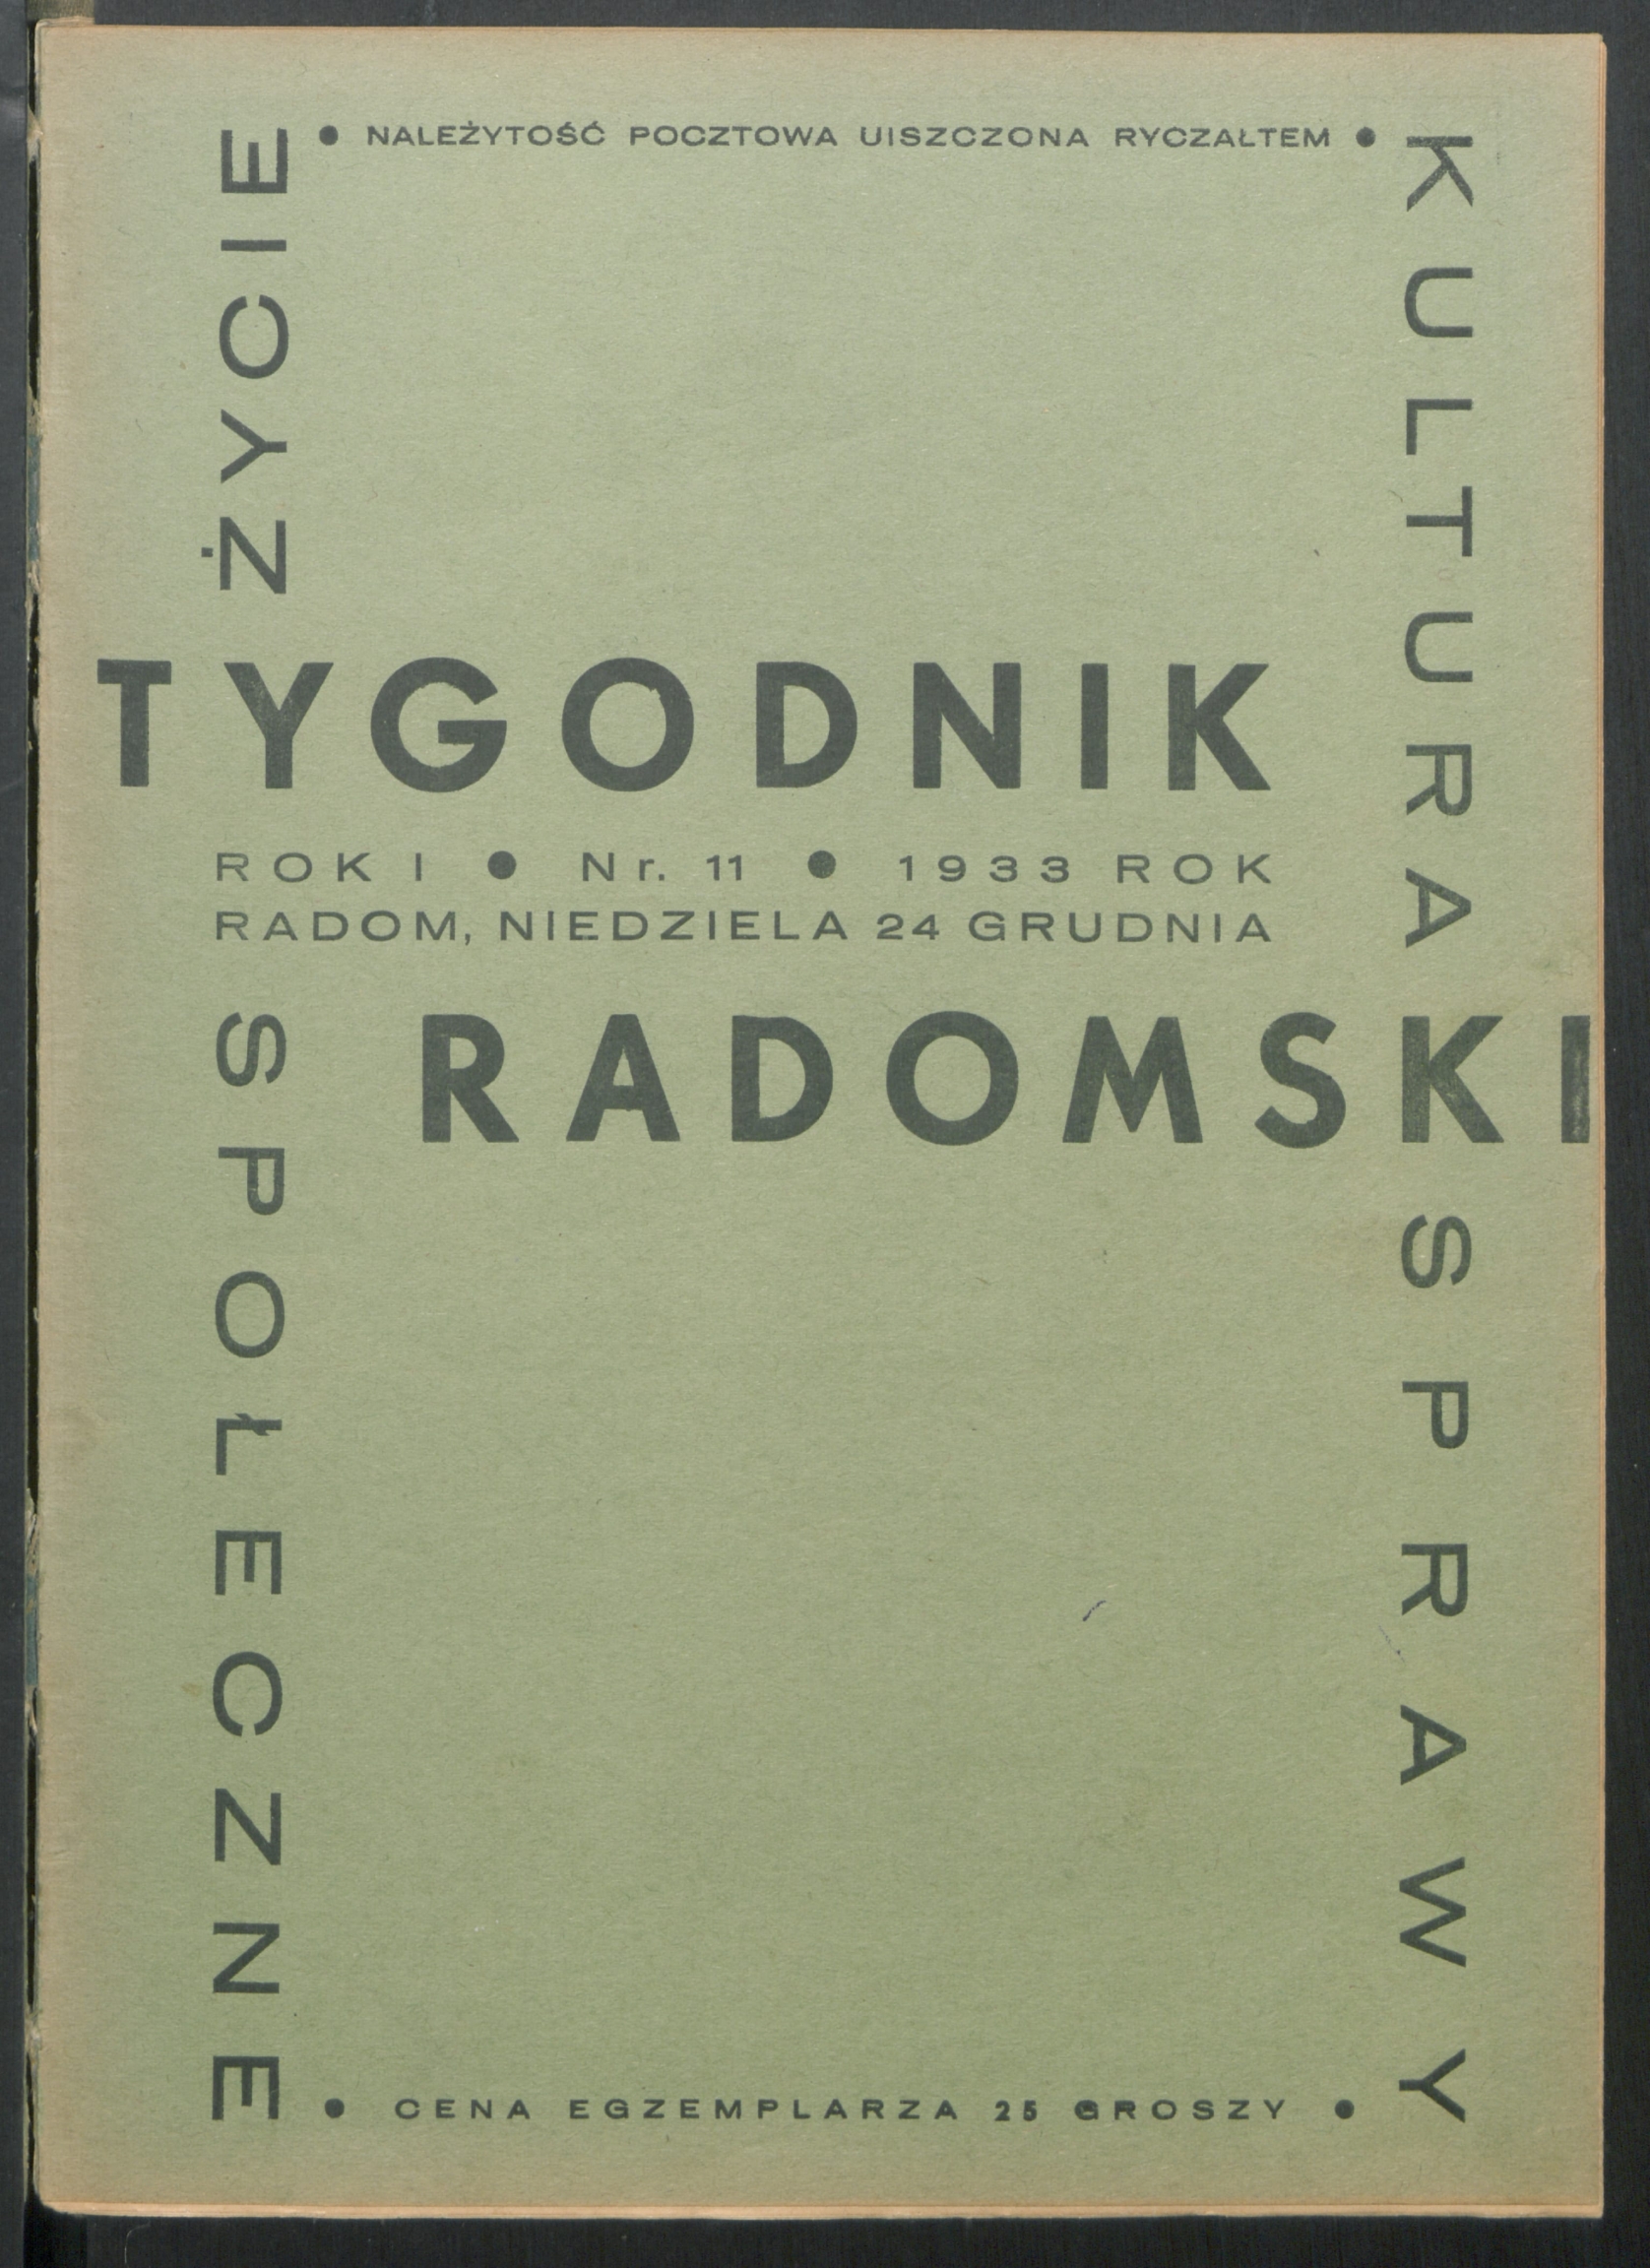 ● NALEŻYTOŚĆ POCZTOWA UISZCZONA RYCZAŁTEM ●
ŻYCIE
KULTURA
TYGODNIK
ROK I ● Nr. 11 ● 1933 ROK
RADOM, NIEDZIELA 24 GRUDNIA
RADOMSKI
SPOŁECZNE
SPRAWY
● CENA EGZEMPLARZA 25 GROSZY ●